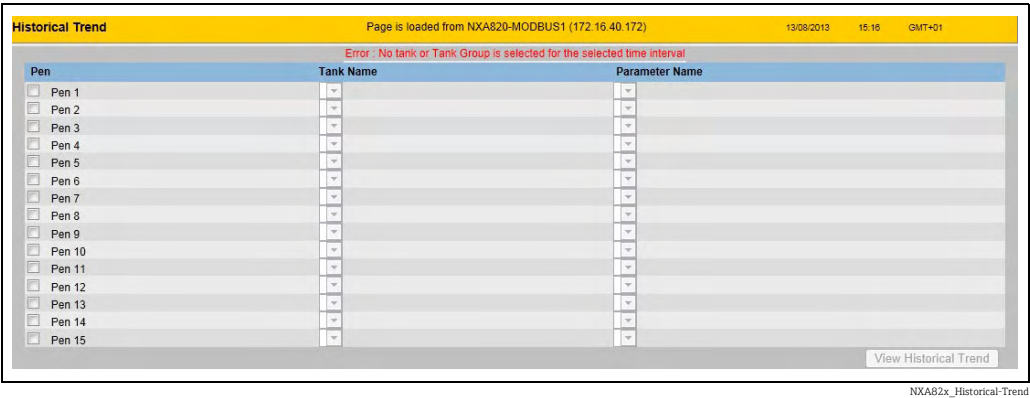 Historical Trend Page is loaded from NXA820-MODBUS1 (172.16.40.172) 13/08/2013 15:16 GMT+01
Error : No tank or Tank Group is selected for the selected time interval
Pen Tank Name Parameter Name
Pen 1
Pen 2
Pen 3
Pen 4
Pen 5
Pen 6
Pen 7
Pen 8
Pen 9
Pen 10
Pen 11
Pen 12
Pen 13
Pen 14
Pen 15
View Historical Trend
NXA82x_Historical-Trend